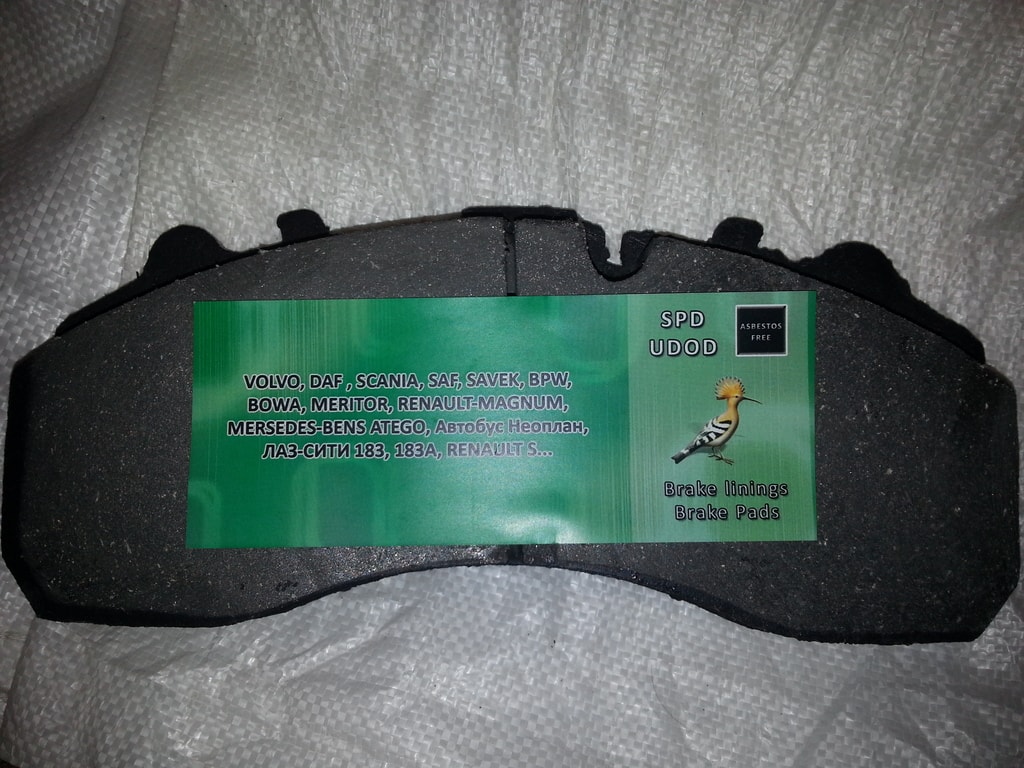 VOLVO, DAF , SCANIA, SAF, SAVEK, BPW,
BOWA, MERITOR, RENAULT-MAGNUM,
MERSEDES-BENS ATEGO, Автобус Неоплан,
ЛАЗ-СИТИ 183, 183А, RENAULT S...
SPD
UDOD
ASBESTOS
FREE
Brake linings
Brake Pads